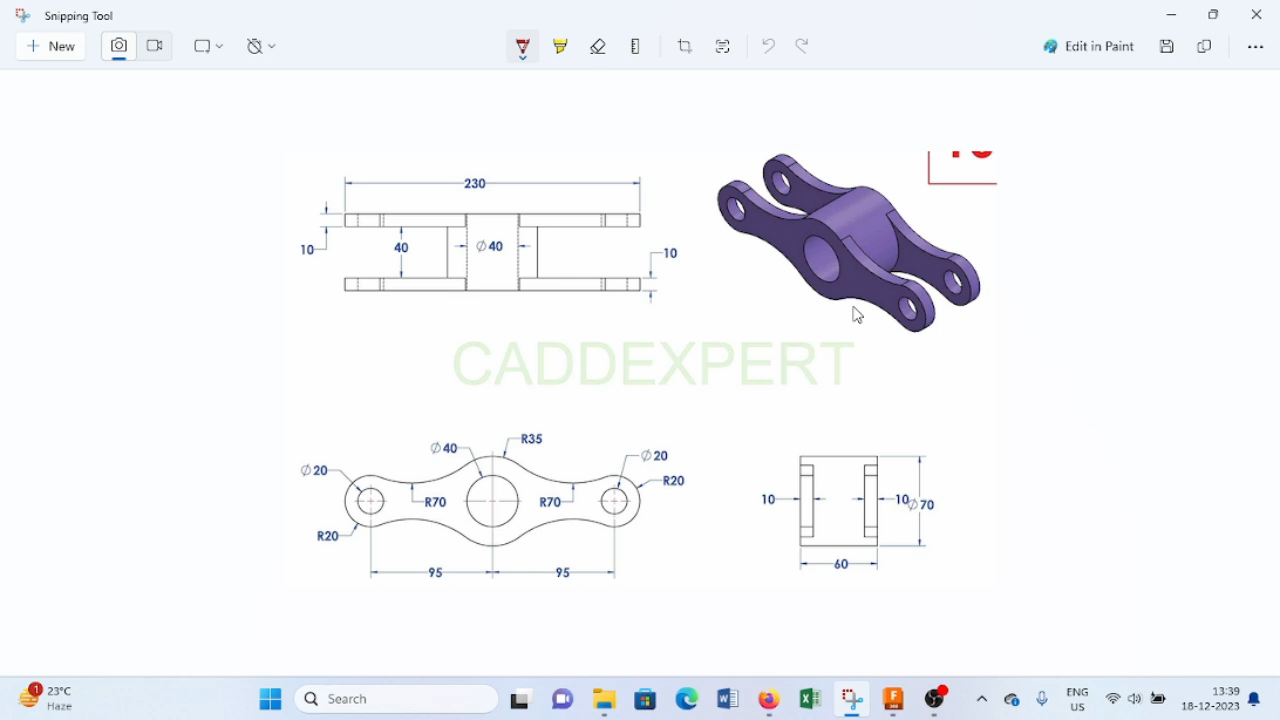 Snipping Tool
New
Edit in Paint
230
10
40
Ø40
10
CADDEXPERT
Ø40
R35
Ø20
Ø20
R20
R70
R70
R20
95
95
10
10
Ø70
60
1
23°C
Haze
Search
ENG
US
13:39
18-12-2023